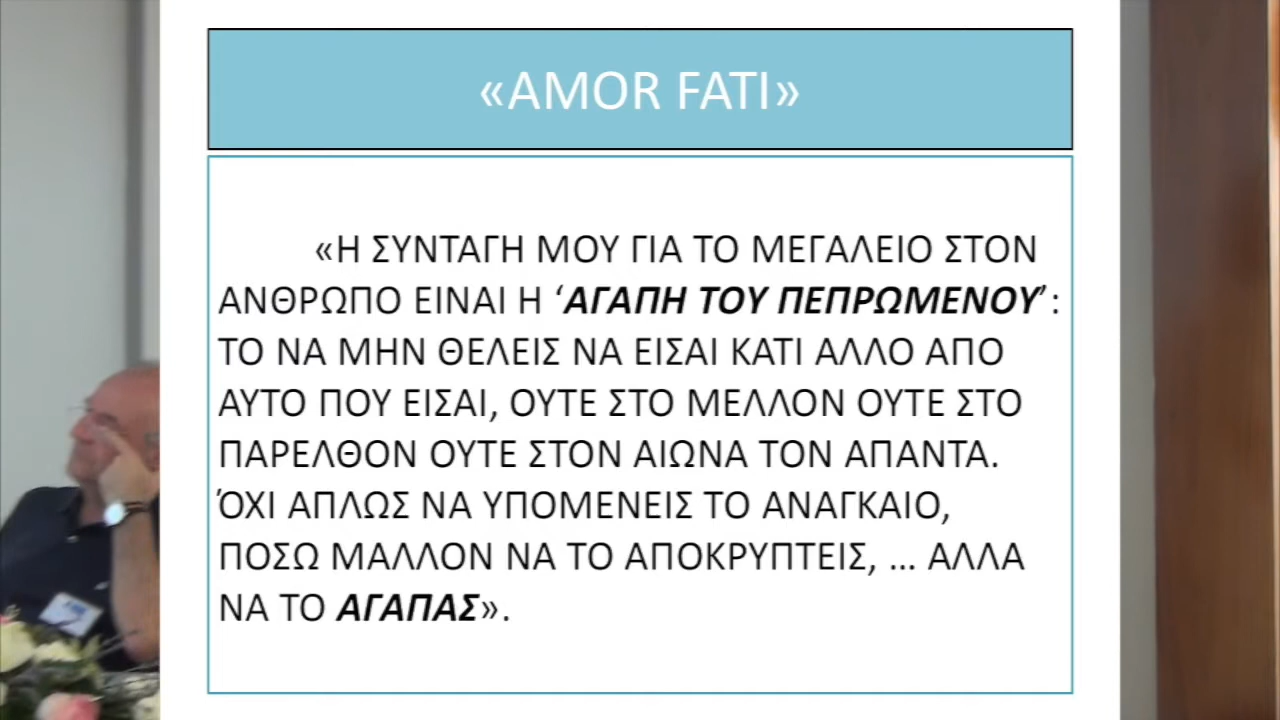 «AMOR FATI»
«Η ΣΥΝΤΑΓΗ ΜΟΥ ΓΙΑ ΤΟ ΜΕΓΑΛΕΙΟ ΣΤΟΝ
ΑΝΘΡΩΠΟ ΕΙΝΑΙ Η ‘ΑΓΑΠΗ ΤΟΥ ΠΕΠΡΩΜΕΝΟΥ’:
ΤΟ ΝΑ ΜΗΝ ΘΕΛΕΙΣ ΝΑ ΕΙΣΑΙ ΚΑΤΙ ΑΛΛΟ ΑΠΟ
ΑΥΤΟ ΠΟΥ ΕΙΣΑΙ, ΟΥΤΕ ΣΤΟ ΜΕΛΛΟΝ ΟΥΤΕ ΣΤΟ
ΠΑΡΕΛΘΟΝ ΟΥΤΕ ΣΤΟΝ ΑΙΩΝΑ ΤΟΝ ΑΠΑΝΤΑ.
ΌΧΙ ΑΠΛΩΣ ΝΑ ΥΠΟΜΕΝΕΙΣ ΤΟ ΑΝΑΓΚΑΙΟ,
ΠΟΣΩ ΜΑΛΛΟΝ ΝΑ ΤΟ ΑΠΟΚΡΥΠΤΕΙΣ, … ΑΛΛΑ
ΝΑ ΤΟ ΑΓΑΠΑΣ».